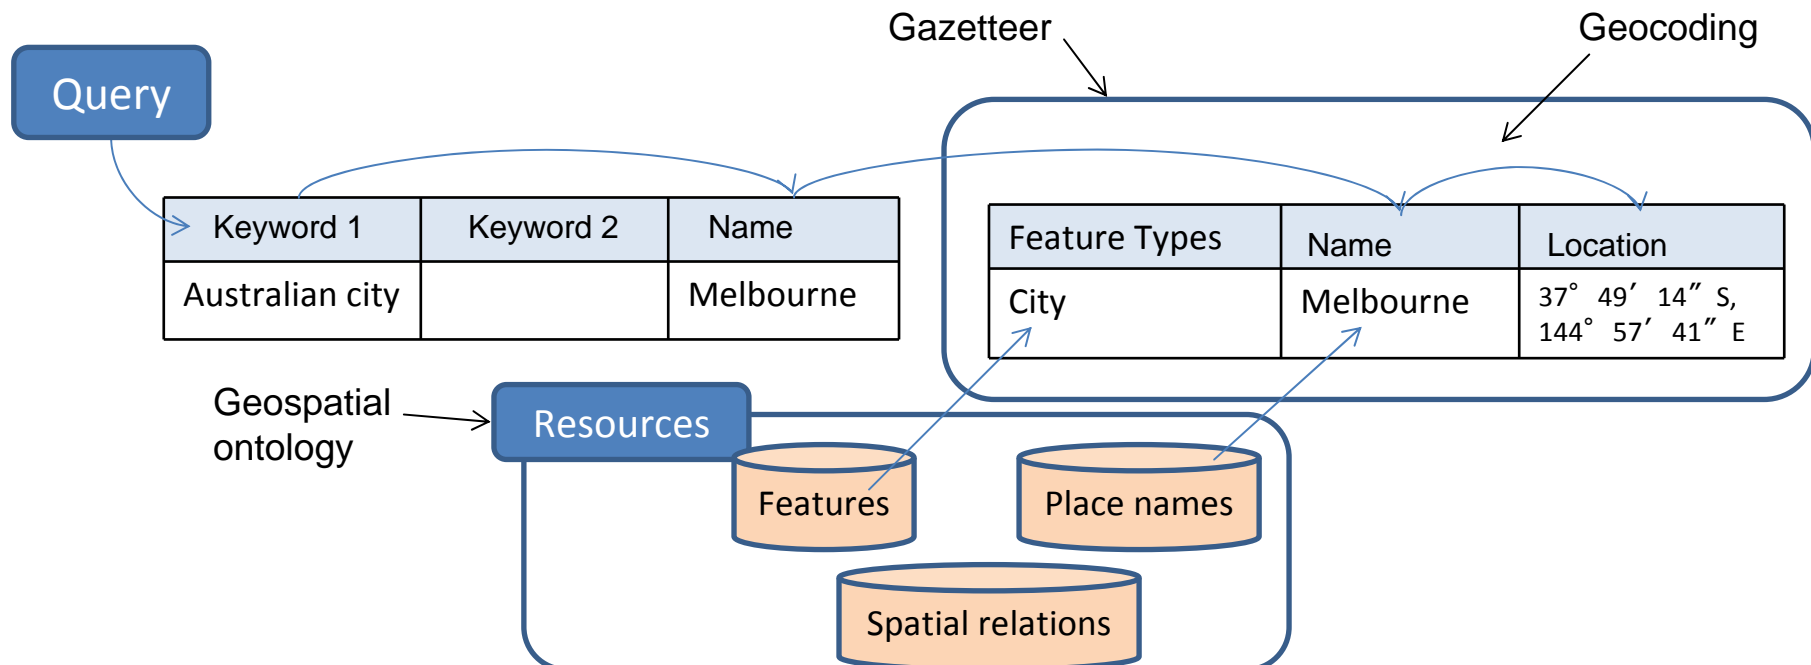 Gazetteer
Geocoding
Query
Keyword 1
Keyword 2
Name
Australian city
Melbourne
Feature Types
Name
Location
City
Melbourne
37° 49′ 14″ S,
144° 57′ 41″ E
Geospatial
ontology
Resources
Features
Place names
Spatial relations